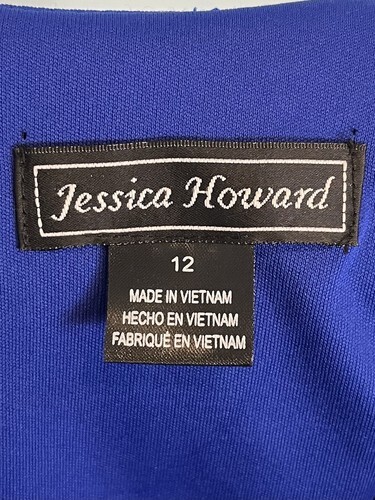 Jessica Howard
12
MADE IN VIETNAM
HECHO EN VIETNAM
FABRIQUÉ EN VIETNAM